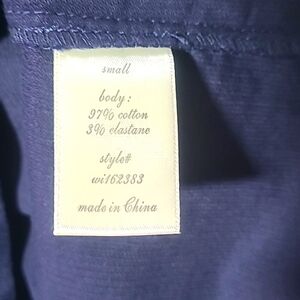 small
body:
97% cotton
3% elastane
style#
wi162383
made in China